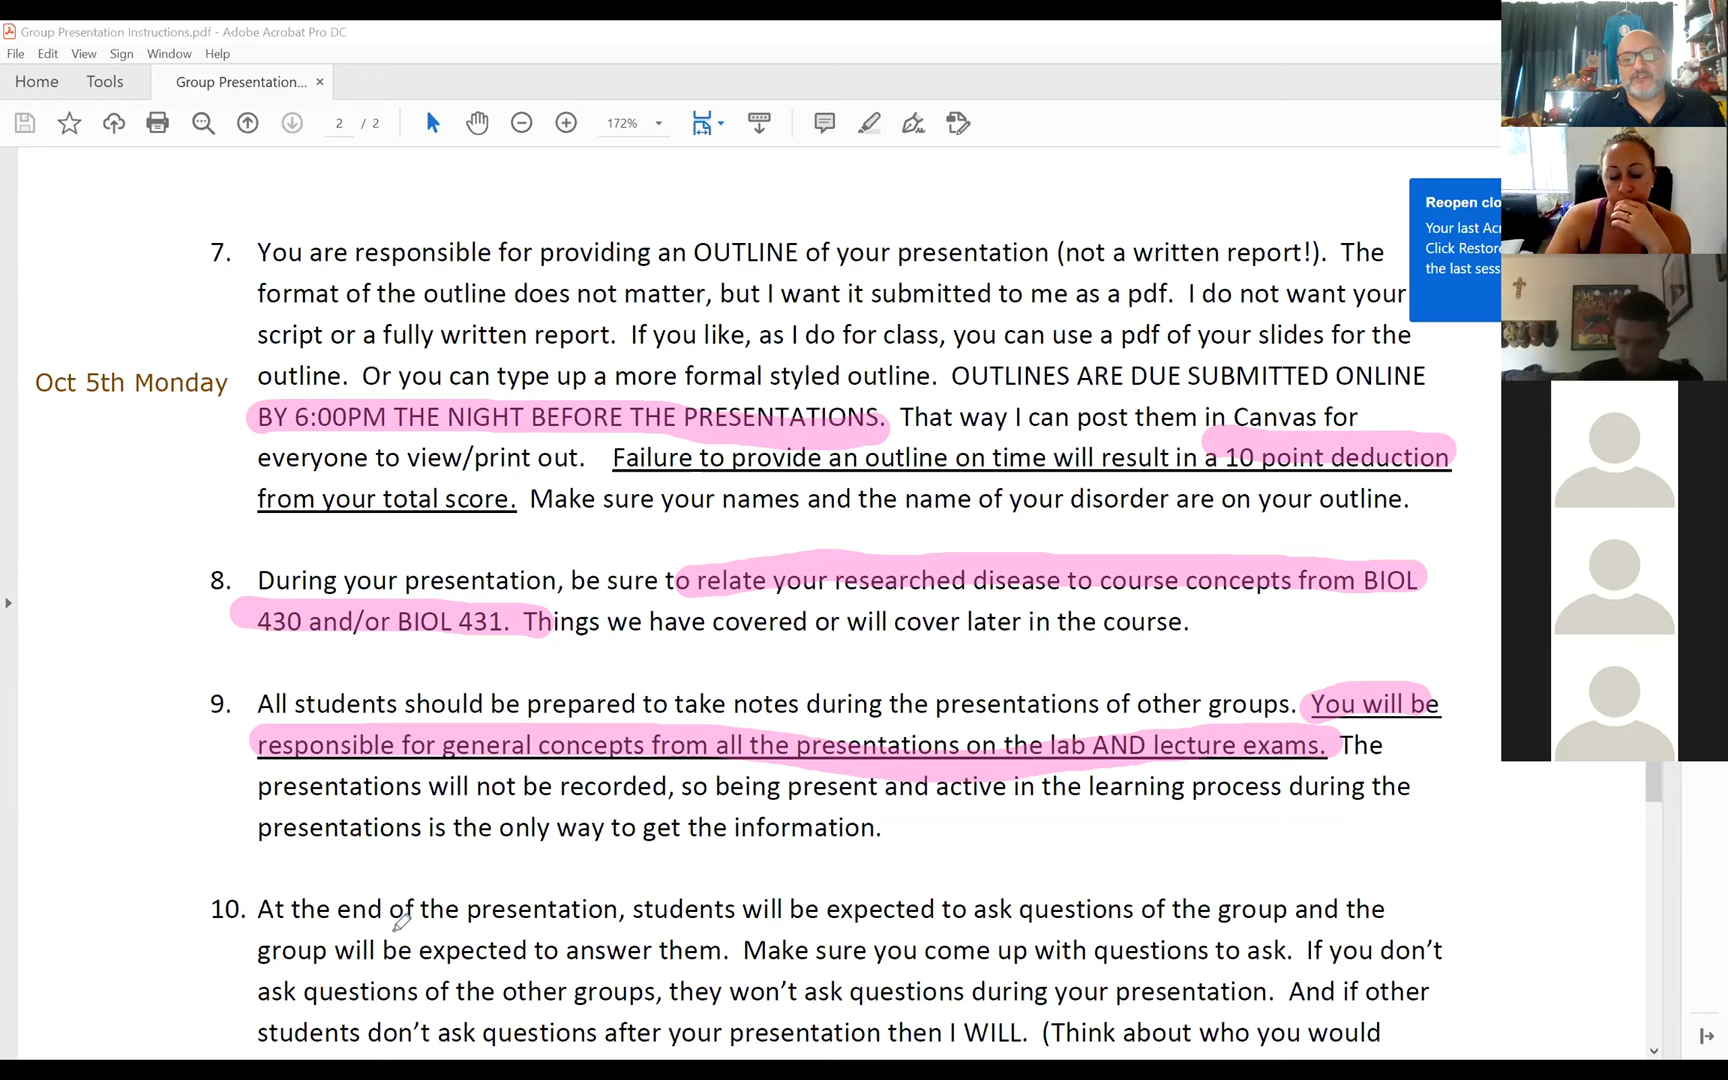 Group Presentation Instructions.pdf - Adobe Acrobat Pro DC
File Edit View Sign Window Help
Home Tools Group Presentation... ×
2 / 2 172%
Reopen clo
Your last Acr
Click Restore
the last sess
7. You are responsible for providing an OUTLINE of your presentation (not a written report!). The
format of the outline does not matter, but I want it submitted to me as a pdf. I do not want your
script or a fully written report. If you like, as I do for class, you can use a pdf of your slides for the
Oct 5th Monday
outline. Or you can type up a more formal styled outline. OUTLINES ARE DUE SUBMITTED ONLINE
BY 6:00PM THE NIGHT BEFORE THE PRESENTATIONS. That way I can post them in Canvas for
everyone to view/print out. Failure to provide an outline on time will result in a 10 point deduction
from your total score. Make sure your names and the name of your disorder are on your outline.
8. During your presentation, be sure to relate your researched disease to course concepts from BIOL
430 and/or BIOL 431. Things we have covered or will cover later in the course.
9. All students should be prepared to take notes during the presentations of other groups. You will be
responsible for general concepts from all the presentations on the lab AND lecture exams. The
presentations will not be recorded, so being present and active in the learning process during the
presentations is the only way to get the information.
10. At the end of the presentation, students will be expected to ask questions of the group and the
group will be expected to answer them. Make sure you come up with questions to ask. If you don’t
ask questions of the other groups, they won’t ask questions during your presentation. And if other
students don’t ask questions after your presentation then I WILL. (Think about who you would